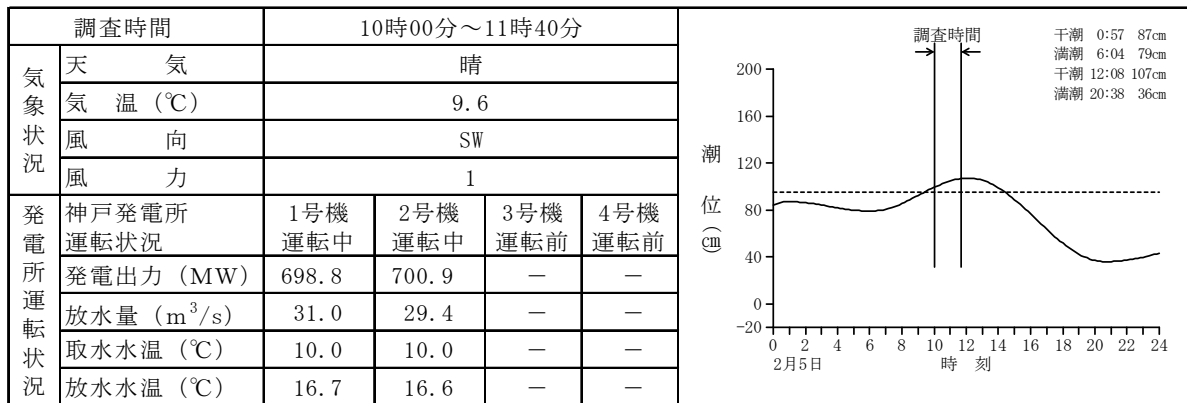 調査時間 10時00分～11時40分
気象状況
天気 晴
気温(℃) 9.6
風向 SW
風力 1
発電所運転状況
神戸発電所運転状況 1号機運転中 2号機運転中 3号機運転前 4号機運転前
発電出力(MW) 698.8 700.9 － －
放水量(m³/s) 31.0 29.4 － －
取水水温(℃) 10.0 10.0 － －
放水水温(℃) 16.7 16.6 － －
調査時間
干潮 0:57 87cm
満潮 6:04 79cm
干潮 12:08 107cm
満潮 20:38 36cm
潮位(㎝)
200
160
120
80
40
0
-20
0 2 4 6 8 10 12 14 16 18 20 22 24
2月5日 時刻